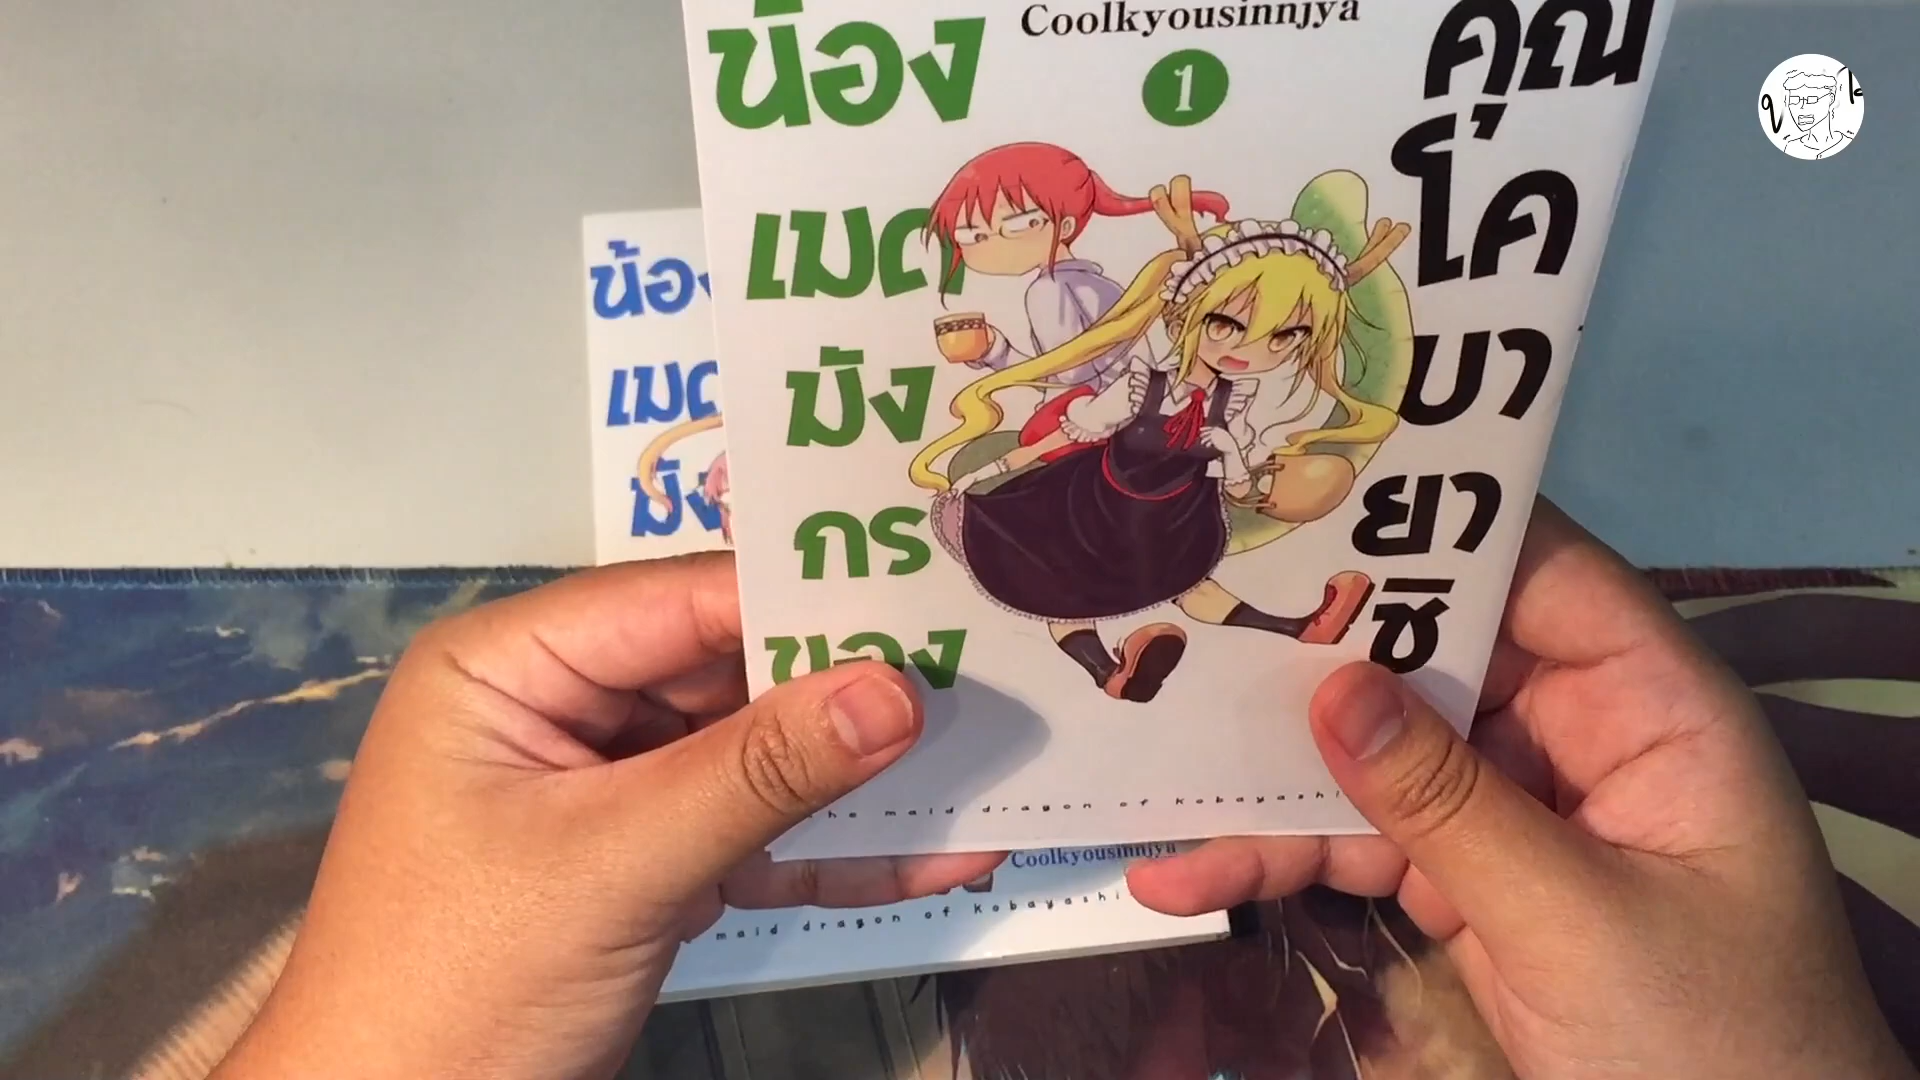 Coolkyousinnjya
1
น้อง
เมด
มัง
กร
ของ
คุณ
โค
บา
ยา
ชิ
the maid dragon of Kobayashi
น้อง
เมด
มัง
Coolkyousinnjya
maid dragon of Kobayashi